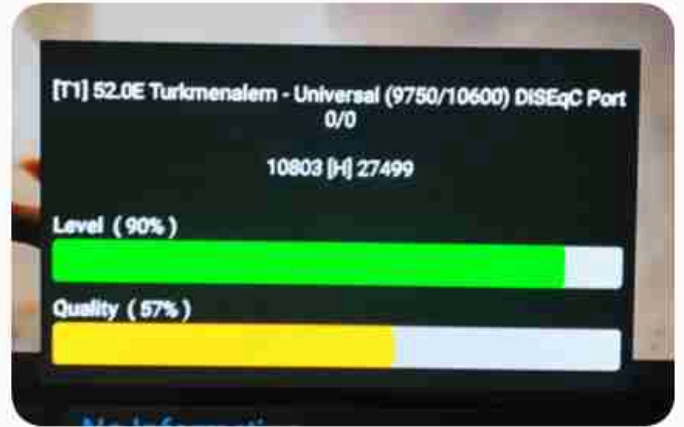 [T1] 52.0E Turkmenalem - Universal (9750/10600) DiSEqC Port
0/0
10803 [H] 27499
Level ( 90% )
Quality ( 57% )